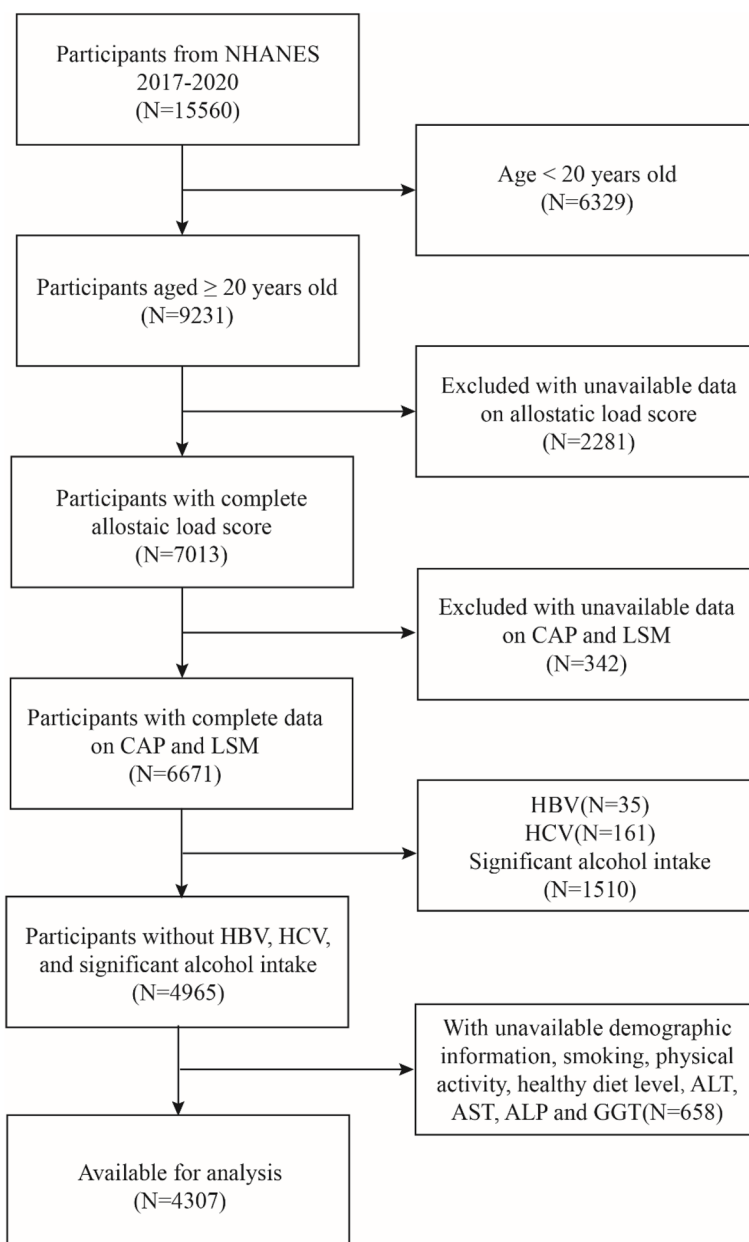 Participants from NHANES
2017-2020
(N=15560)
Age < 20 years old
(N=6329)
Participants aged ≥ 20 years old
(N=9231)
Excluded with unavailable data
on allostatic load score
(N=2281)
Participants with complete
allostaic load score
(N=7013)
Excluded with unavailable data
on CAP and LSM
(N=342)
Participants with complete data
on CAP and LSM
(N=6671)
HBV(N=35)
HCV(N=161)
Significant alcohol intake
(N=1510)
Participants without HBV, HCV,
and significant alcohol intake
(N=4965)
With unavailable demographic
information, smoking, physical
activity, healthy diet level, ALT,
AST, ALP and GGT(N=658)
Available for analysis
(N=4307)